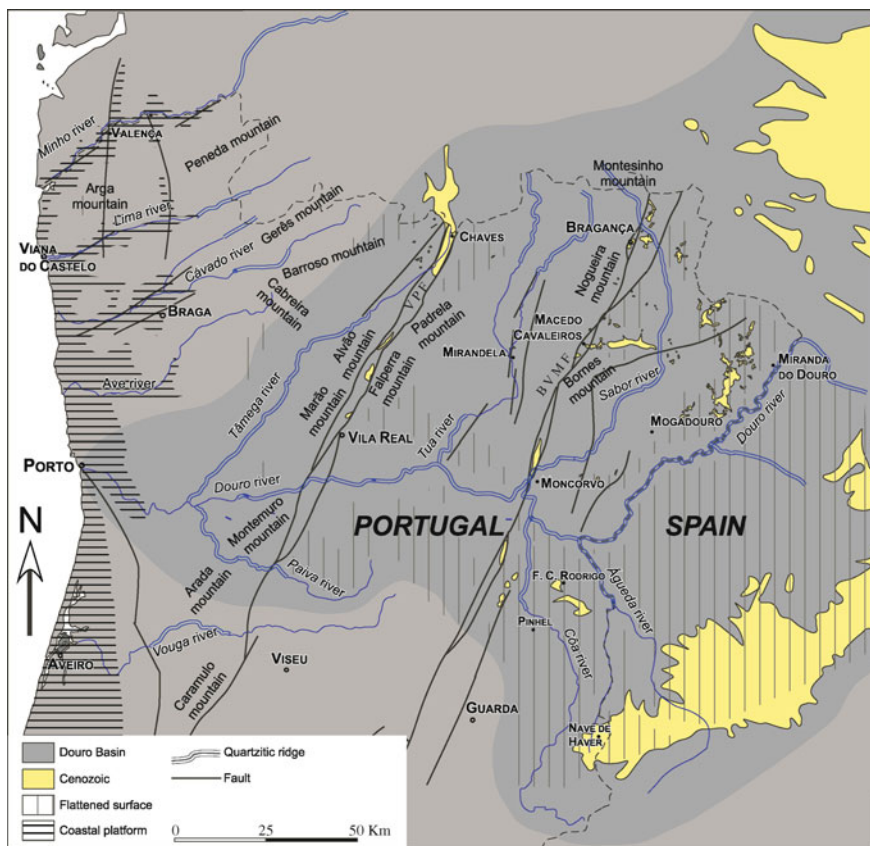 Minho river
VALENÇA
Peneda mountain
Arga
mountain
Lima river
VIANA
DO CASTELO
Gerês mountain
Cávado river
Barroso mountain
Cabreira
mountain
BRAGA
Ave river
CHAVES
VPF
Padrela
mountain
Alvão
mountain
Falperra
mountain
Marão
mountain
Tâmega river
VILA REAL
Montesinho
mountain
BRAGANÇA
Nogueira
mountain
MACEDO
CAVALEIROS
MIRANDELA
BVMF
Bornes
mountain
Sabor river
MIRANDA
DO DOURO
MOGADOURO
Douro river
Tua river
PORTO
Douro river
MONCORVO
N
PORTUGAL
SPAIN
Montemuro
mountain
Paiva river
Arada
mountain
F. C. RODRIGO
Águeda river
PINHEL
Côa river
Vouga river
AVEIRO
VISEU
Caramulo
mountain
GUARDA
NAVE DE
HAVER
Douro Basin
Quartzitic ridge
Cenozoic
Fault
Flattened surface
Coastal platform
0 25 50 Km